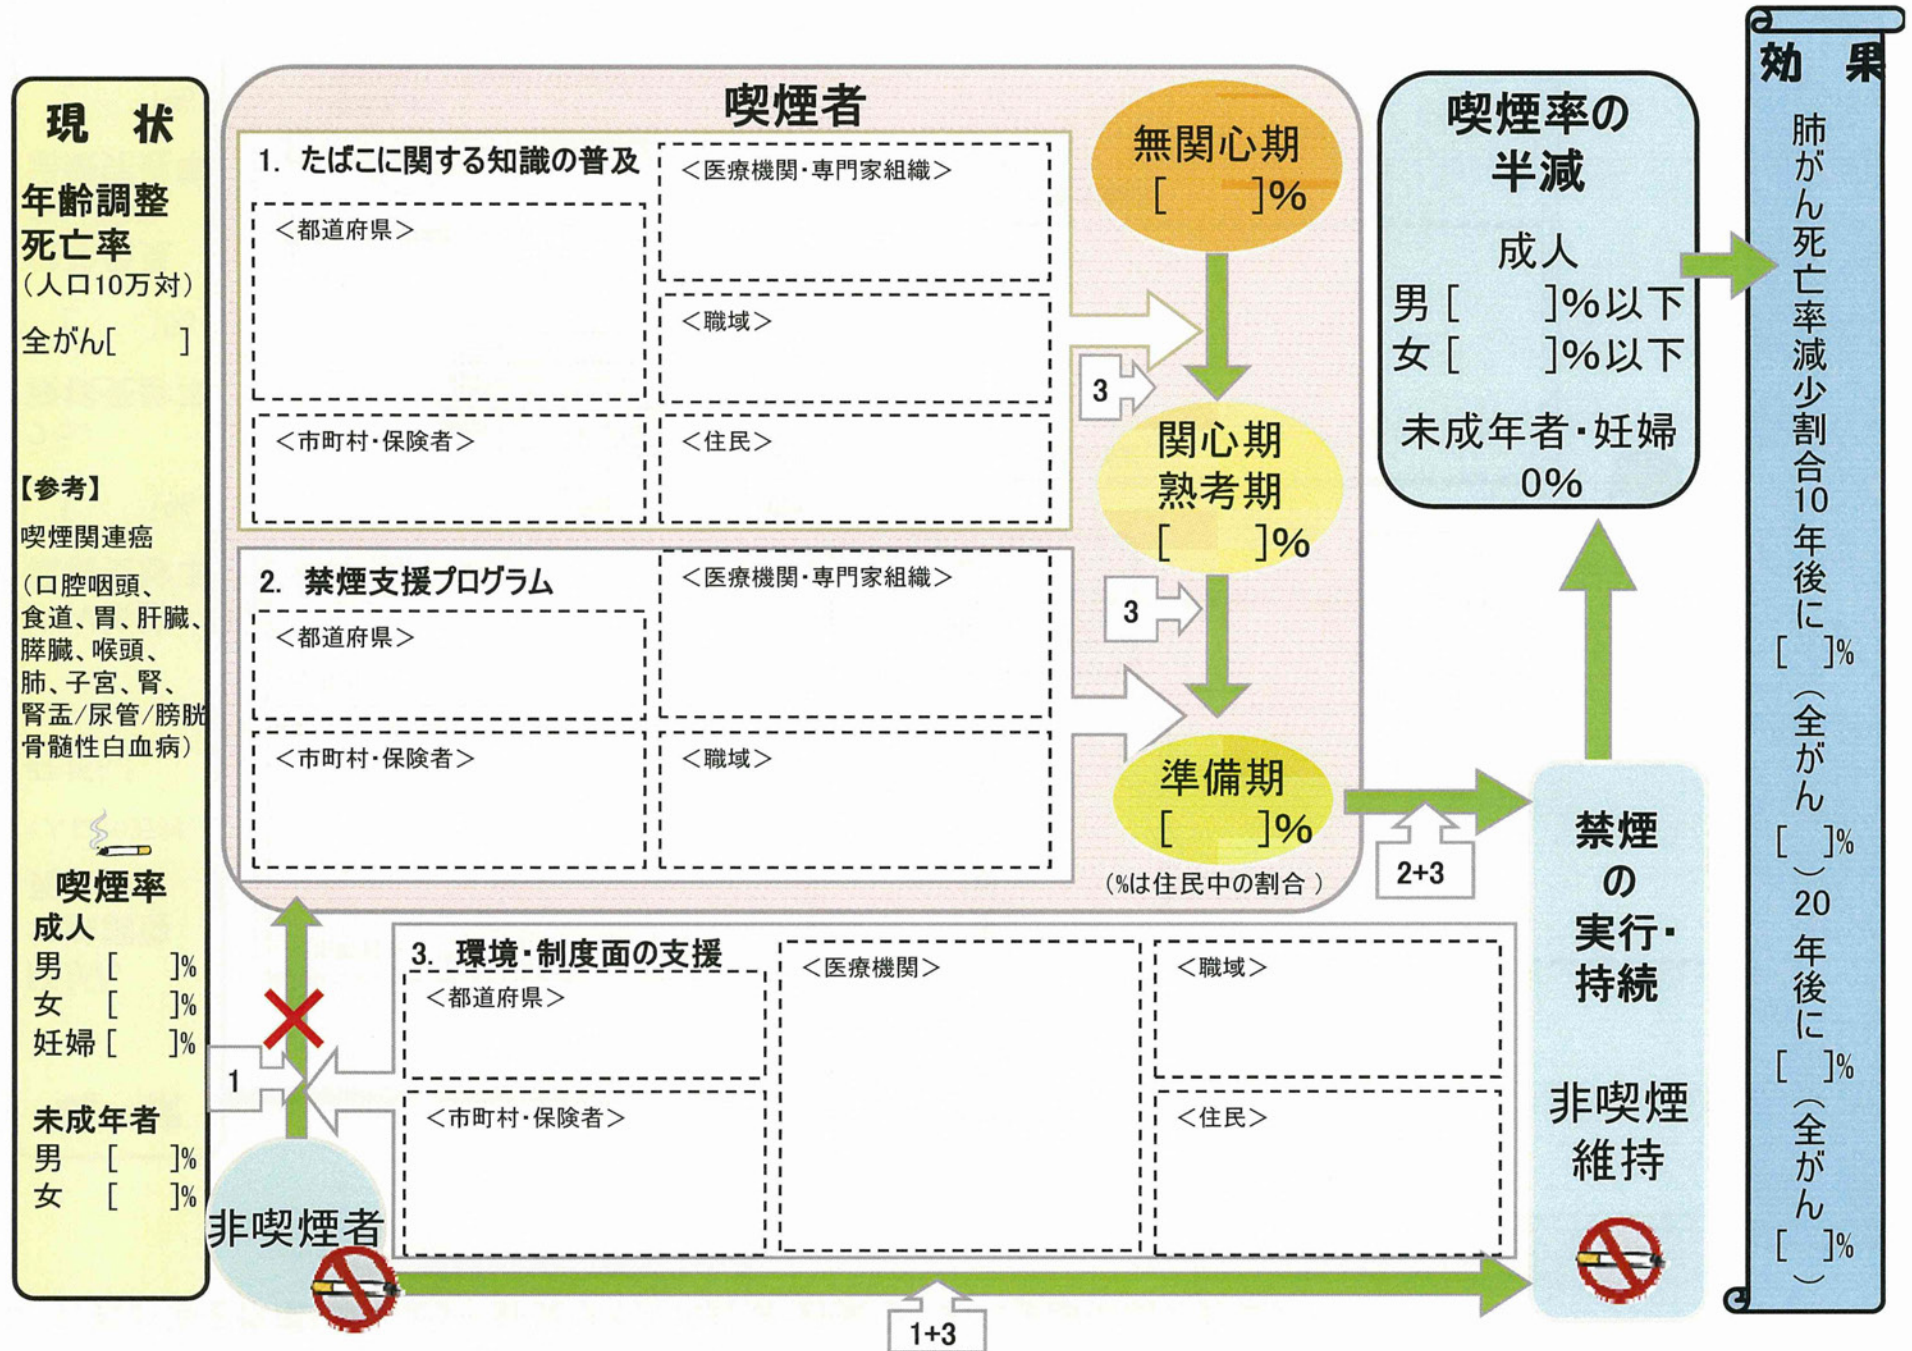 現 状
年齢調整
死亡率
(人口10万対)
全がん[ ]
【参考】
喫煙関連癌
(口腔咽頭、
食道、胃、肝臓、
膵臓、喉頭、
肺、子宮、腎、
腎盂/尿管/膀胱
骨髄性白血病)
喫煙率
成人
男 [ ]%
女 [ ]%
妊婦 [ ]%
未成年者
男 [ ]%
女 [ ]%
喫煙者
1. たばこに関する知識の普及
<都道府県>
<市町村・保険者>
<医療機関・専門家組織>
<職域>
<住民>
2. 禁煙支援プログラム
<都道府県>
<市町村・保険者>
<医療機関・専門家組織>
<職域>
無関心期
[ ]%
3
関心期
熟考期
[ ]%
3
準備期
[ ]%
(%は住民中の割合 )
2+3
3. 環境・制度面の支援
<都道府県>
<市町村・保険者>
<医療機関>
<職域>
<住民>
1
非喫煙者
1+3
禁煙
の
実行・
持続
非喫煙
維持
喫煙率の
半減
成人
男 [ ]%以下
女 [ ]%以下
未成年者・妊婦
0%
効 果
肺がん死亡率減少割合10年後に[ ]%(全がん[ ]%)20年後に[ ]%(全がん[ ]%)